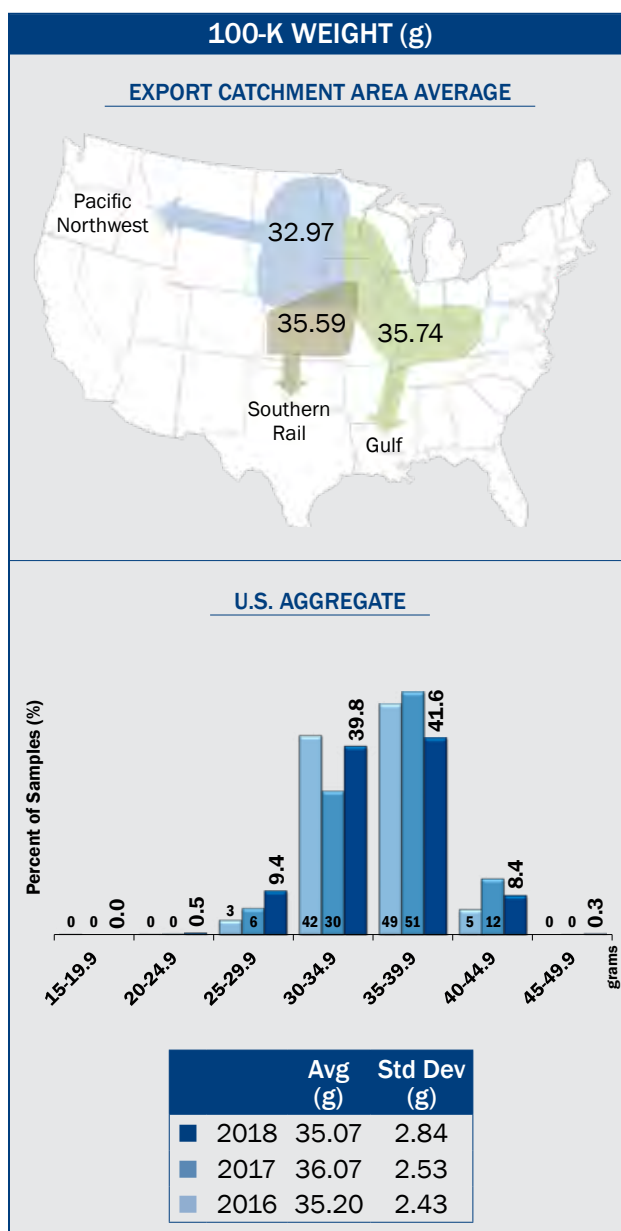 100-K WEIGHT (g)
EXPORT CATCHMENT AREA AVERAGE
Pacific
Northwest
32.97
35.59
35.74
Southern
Rail
Gulf
U.S. AGGREGATE
Percent of Samples (%)
0 0 0.0
0 0 0.5
3 6 9.4
42 30 39.8
49 51 41.6
5 12 8.4
0 0 0.3
15-19.9
20-24.9
25-29.9
30-34.9
35-39.9
40-44.9
45-49.9
grams
Avg Std Dev
(g) (g)
2018 35.07 2.84
2017 36.07 2.53
2016 35.20 2.43